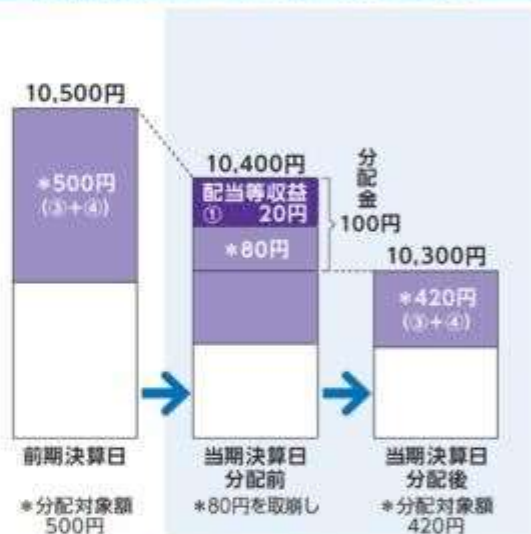 10,500円
*500円
(③+④)
10,400円
配当等収益
① 20円
*80円
分配金
100円
10,300円
*420円
(③+④)
前期決算日
当期決算日
分配前
当期決算日
分配後
*分配対象額
500円
*80円を取崩し
*分配対象額
420円